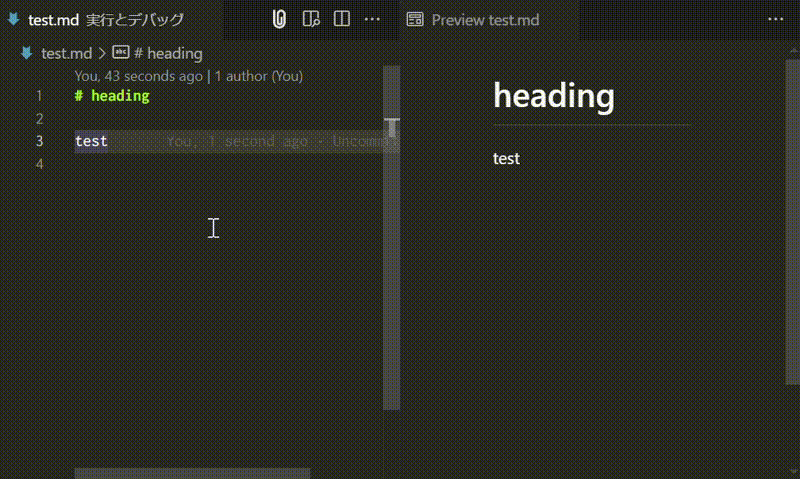 test.md 実行とデバッグ
Preview test.md
test.md > # heading
You, 43 seconds ago | 1 author (You)
1 # heading
2
3 test You, 1 second ago • Uncomm
4
heading
test